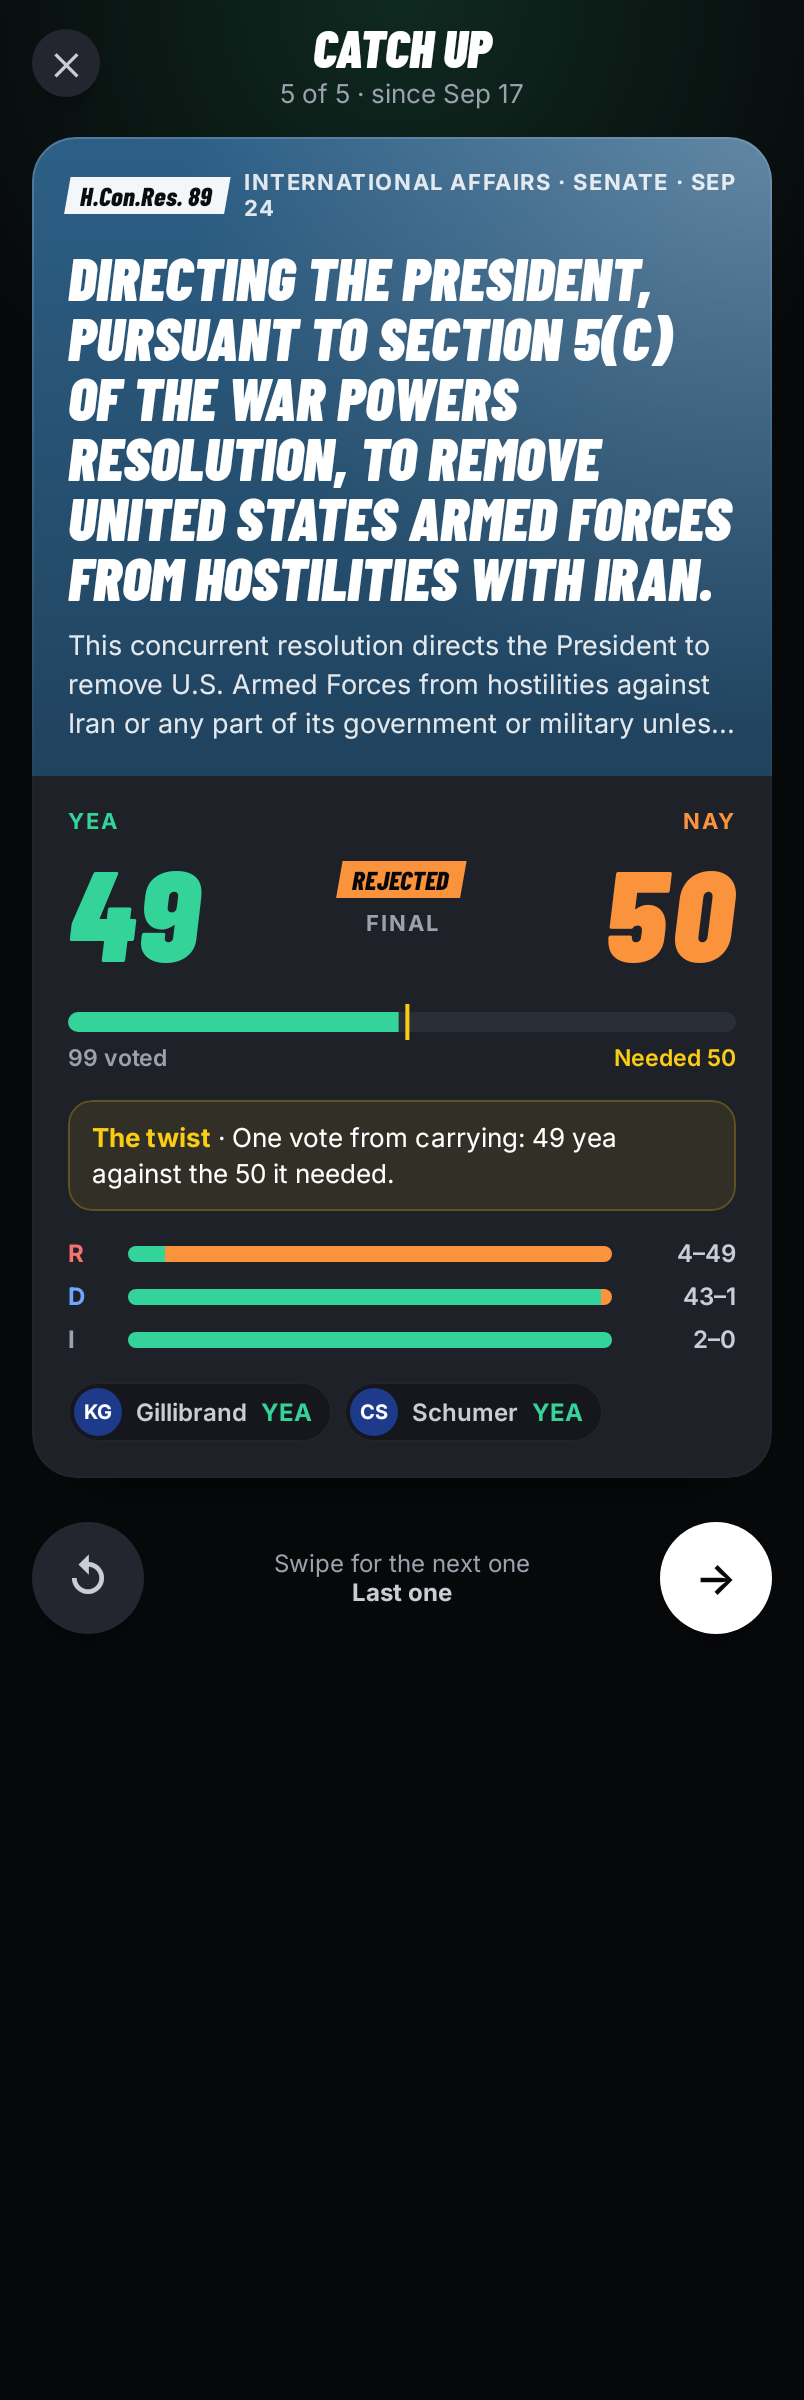 CATCH UP
5 of 5 · since Sep 17
H.Con.Res. 89
INTERNATIONAL AFFAIRS · SENATE · SEP
24
DIRECTING THE PRESIDENT,
PURSUANT TO SECTION 5(C)
OF THE WAR POWERS
RESOLUTION, TO REMOVE
UNITED STATES ARMED FORCES
FROM HOSTILITIES WITH IRAN.
This concurrent resolution directs the President to
remove U.S. Armed Forces from hostilities against
Iran or any part of its government or military unles...
YEA
NAY
49
REJECTED
50
FINAL
99 voted
Needed 50
The twist · One vote from carrying: 49 yea
against the 50 it needed.
R 4–49
D 43–1
I 2–0
KG Gillibrand YEA
CS Schumer YEA
Swipe for the next one
Last one